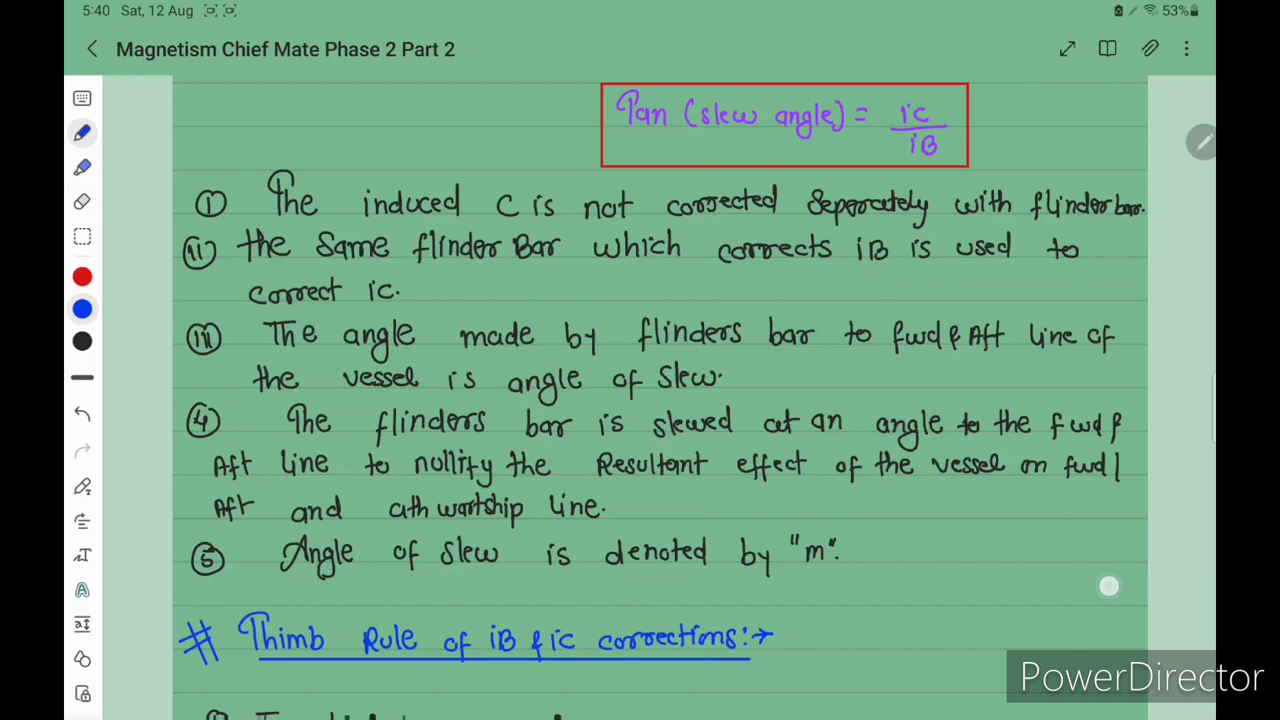 5:40 Sat, 12 Aug
53%
Magnetism Chief Mate Phase 2 Part 2
Tan (slew angle) = iC
iB
① The induced C is not corrected Seperately with flinder bar.
ii the Same flinder Bar which corrects iB is used to
correct ic.
iii The angle made by flinders bar to fwd & Aft line of
the vessel is angle of Slew.
④ The flinders bar is slewed at an angle to the fwd &
Aft line to nullify the Resultant effect of the vessel on fwd |
Aft and athwartship line.
⑤ Angle of slew is denoted by "m".
# Thimb Rule of iB & ic corrections:→
PowerDirector